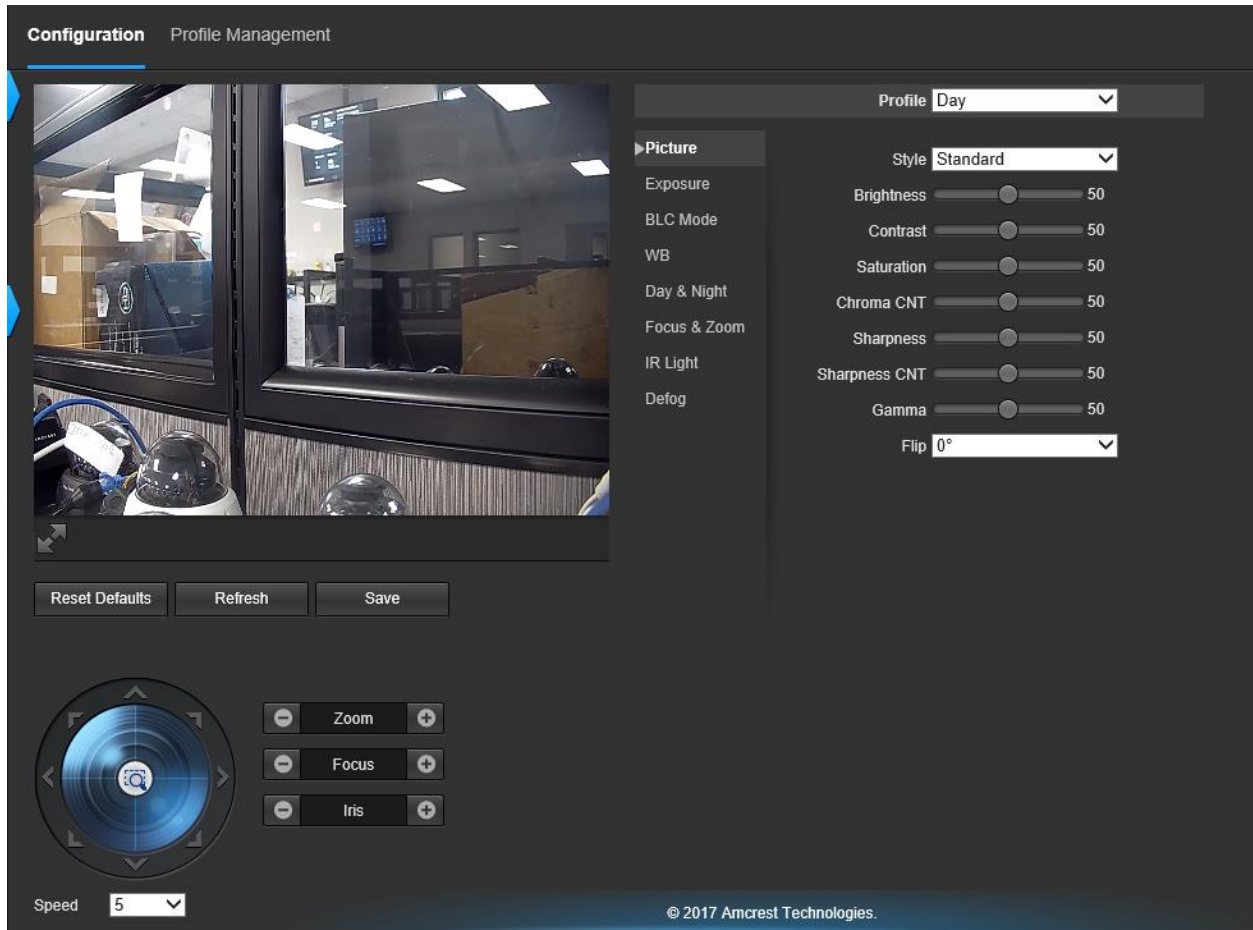 Configuration Profile Management
Profile Day
Picture
Exposure
BLC Mode
WB
Day & Night
Focus & Zoom
IR Light
Defog
Style Standard
Brightness 50
Contrast 50
Saturation 50
Chroma CNT 50
Sharpness 50
Sharpness CNT 50
Gamma 50
Flip 0°
Reset Defaults Refresh Save
Zoom
Focus
Iris
Speed 5
© 2017 Amcrest Technologies.